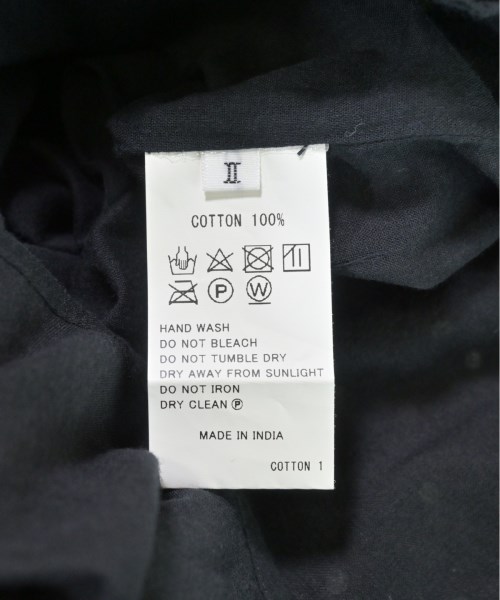 II
COTTON 100%
P W
HAND WASH
DO NOT BLEACH
DO NOT TUMBLE DRY
DRY AWAY FROM SUNLIGHT
DO NOT IRON
DRY CLEAN Ⓟ
MADE IN INDIA
COTTON 1